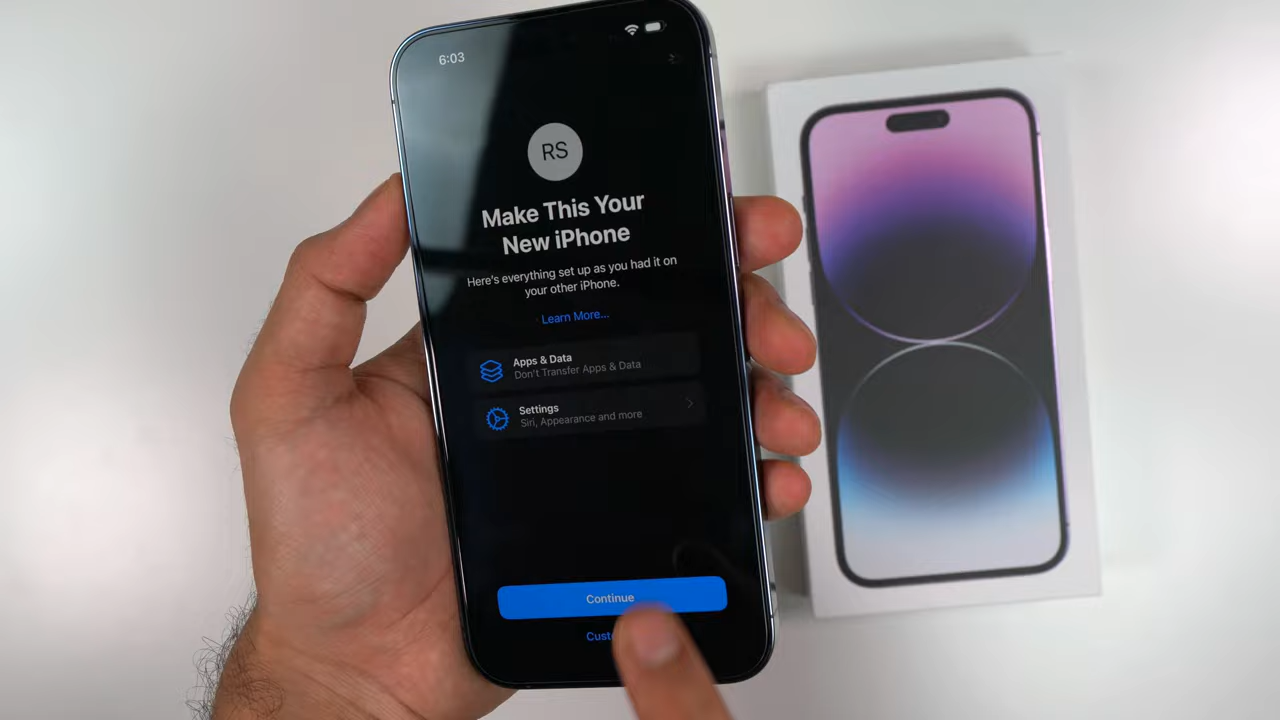 6:03
RS
Make This Your
New iPhone
Here's everything set up as you had it on
your other iPhone.
Learn More...
Apps & Data
Don't Transfer Apps & Data
Settings
Siri, Appearance and more
Continue